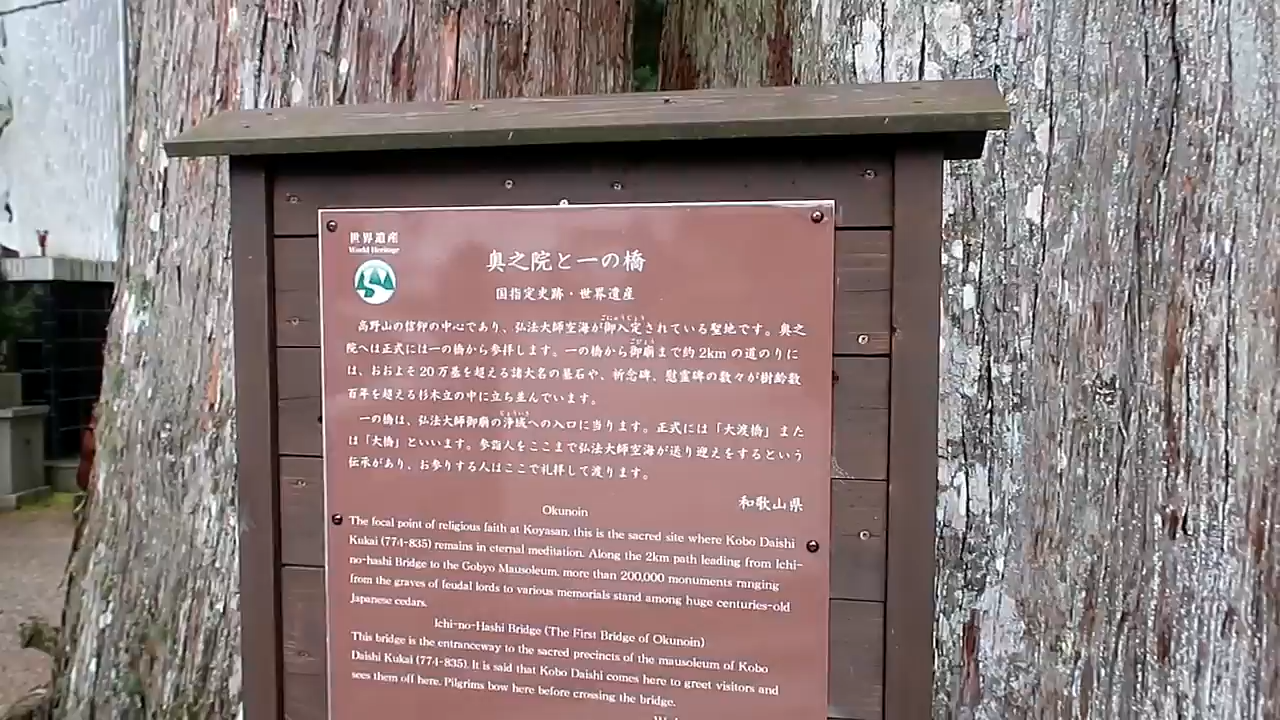 世界遺産
World Heritage
奥之院と一の橋
国指定史跡・世界遺産
ごにゅうじょう
高野山の信仰の中心であり、弘法大師空海が御入定されている聖地です。奥之
ごびょう
院へは正式には一の橋から参拝します。一の橋から御廟まで約2kmの道のりに
は、おおよそ20万基を超える諸大名の墓石や、祈念碑、慰霊碑の数々が樹齢数
百年を超える杉木立の中に立ち並んでいます。
じょういき
一の橋は、弘法大師御廟の浄域への入口に当ります。正式には「大渡橋」また
は「大橋」といいます。参詣人をここまで弘法大師空海が送り迎えをするという
伝承があり、お参りする人はここで礼拝して渡ります。
和歌山県
Okunoin
The focal point of religious faith at Koyasan, this is the sacred site where Kobo Daishi
Kukai (774-835) remains in eternal meditation. Along the 2km path leading from Ichi-
no-hashi Bridge to the Gobyo Mausoleum, more than 200,000 monuments ranging
from the graves of feudal lords to various memorials stand among huge centuries-old
Japanese cedars.
Ichi-no-Hashi Bridge (The First Bridge of Okunoin)
This bridge is the entranceway to the sacred precincts of the mausoleum of Kobo
Daishi Kukai (774-835). It is said that Kobo Daishi comes here to greet visitors and
sees them off here. Pilgrims bow here before crossing the bridge.